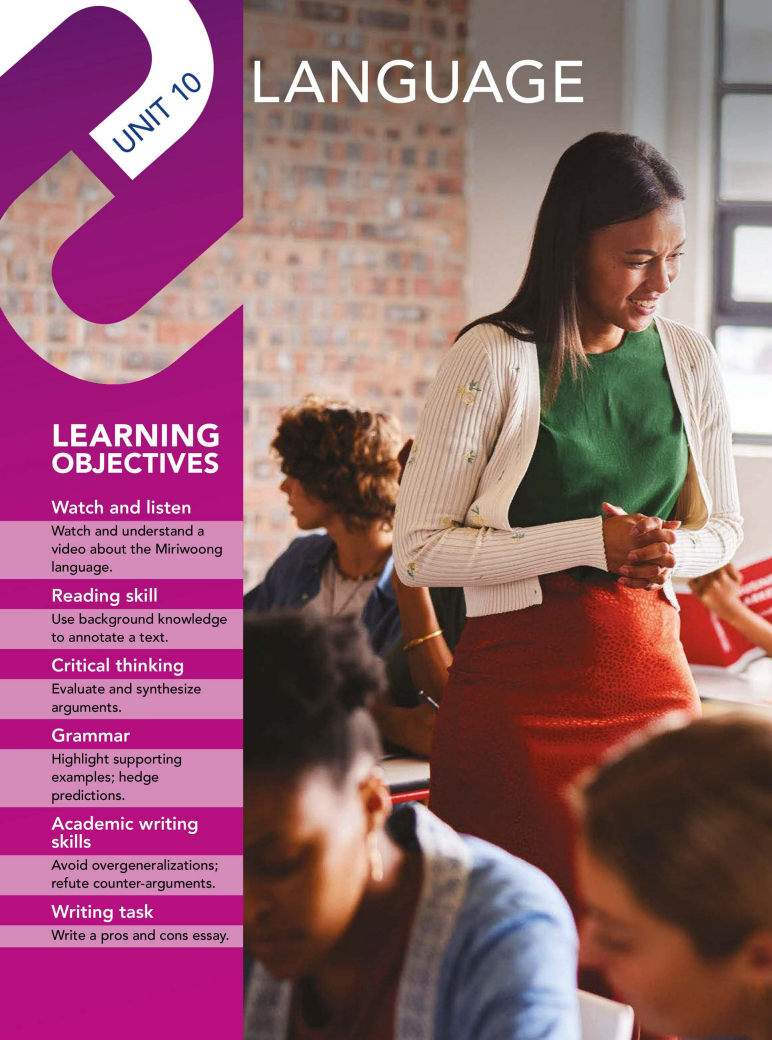 UNIT 10
LANGUAGE
LEARNING
OBJECTIVES
Watch and listen
Watch and understand a
video about the Miriwoong
language.
Reading skill
Use background knowledge
to annotate a text.
Critical thinking
Evaluate and synthesize
arguments.
Grammar
Highlight supporting
examples; hedge
predictions.
Academic writing
skills
Avoid overgeneralizations;
refute counter-arguments.
Writing task
Write a pros and cons essay.